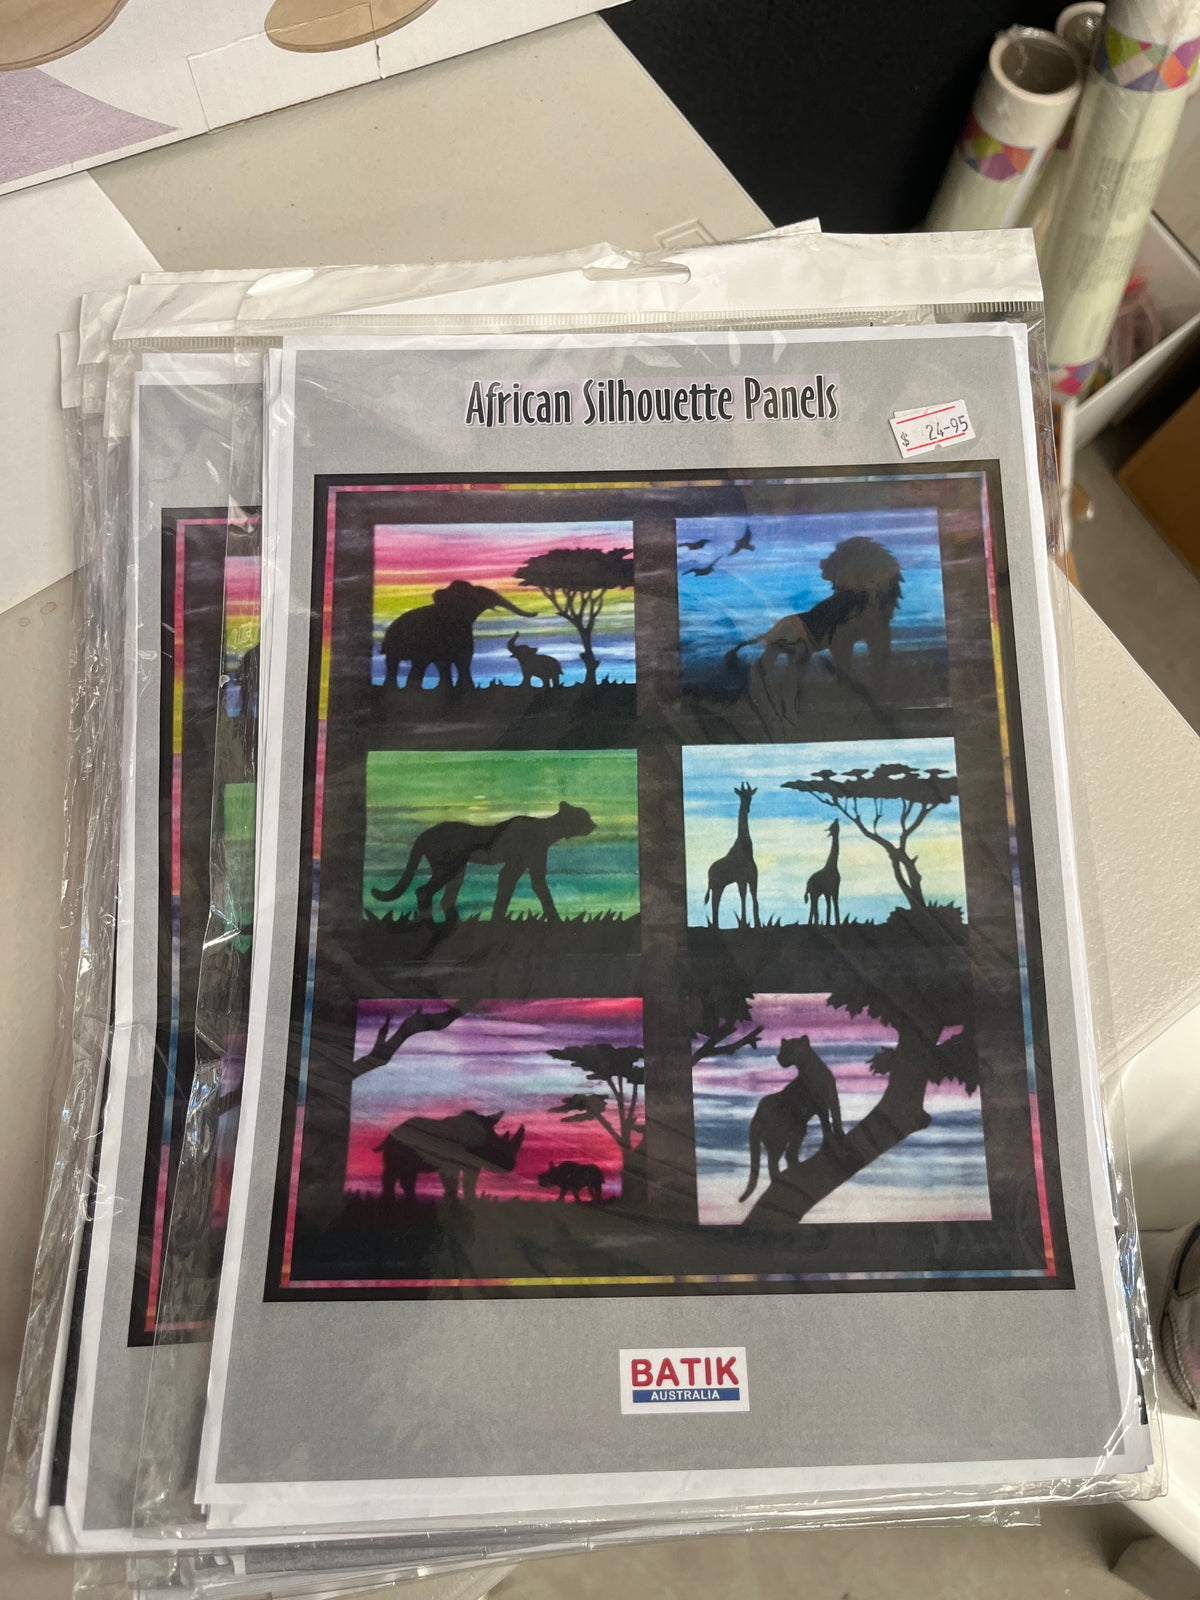 African Silhouette Panels
$ 24-95
BATIK
AUSTRALIA